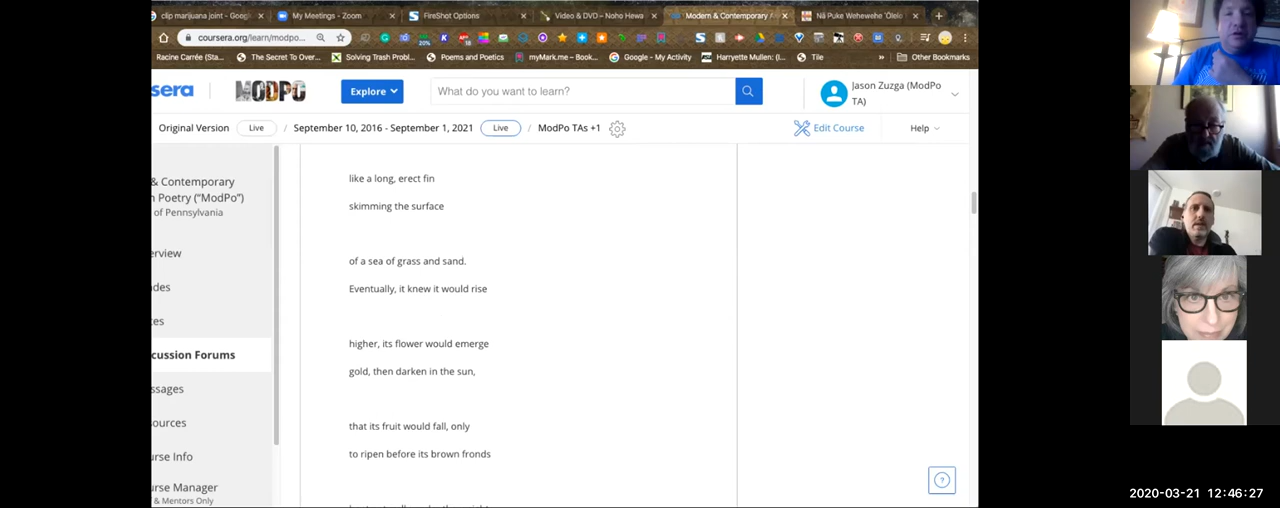 clip marijuana joint - Goog
My Meetings - Zoom
FireShot Options
Video & DVD – Noho Hewa
Modern & Contemporary
Nā Puke Wehewehe ʻŌlelo
coursera.org/learn/modpo...
Racine Carrée (Sta...
The Secret To Over...
Solving Trash Probl...
Poems and Poetics
myMark.me – Book...
Google - My Activity
Harryette Mullen: (I...
Tile
Other Bookmarks
sera
MODPO
Explore
What do you want to learn?
Jason Zuzga (ModPo
TA)
Original Version
Live
/
September 10, 2016 - September 1, 2021
Live
/
ModPo TAs +1
Edit Course
Help
& Contemporary
n Poetry ("ModPo")
of Pennsylvania
erview
des
es
cussion Forums
ssages
ources
urse Info
urse Manager
& Mentors Only
like a long, erect fin
skimming the surface
of a sea of grass and sand.
Eventually, it knew it would rise
higher, its flower would emerge
gold, then darken in the sun,
that its fruit would fall, only
to ripen before its brown fronds
2020-03-21 12:46:27